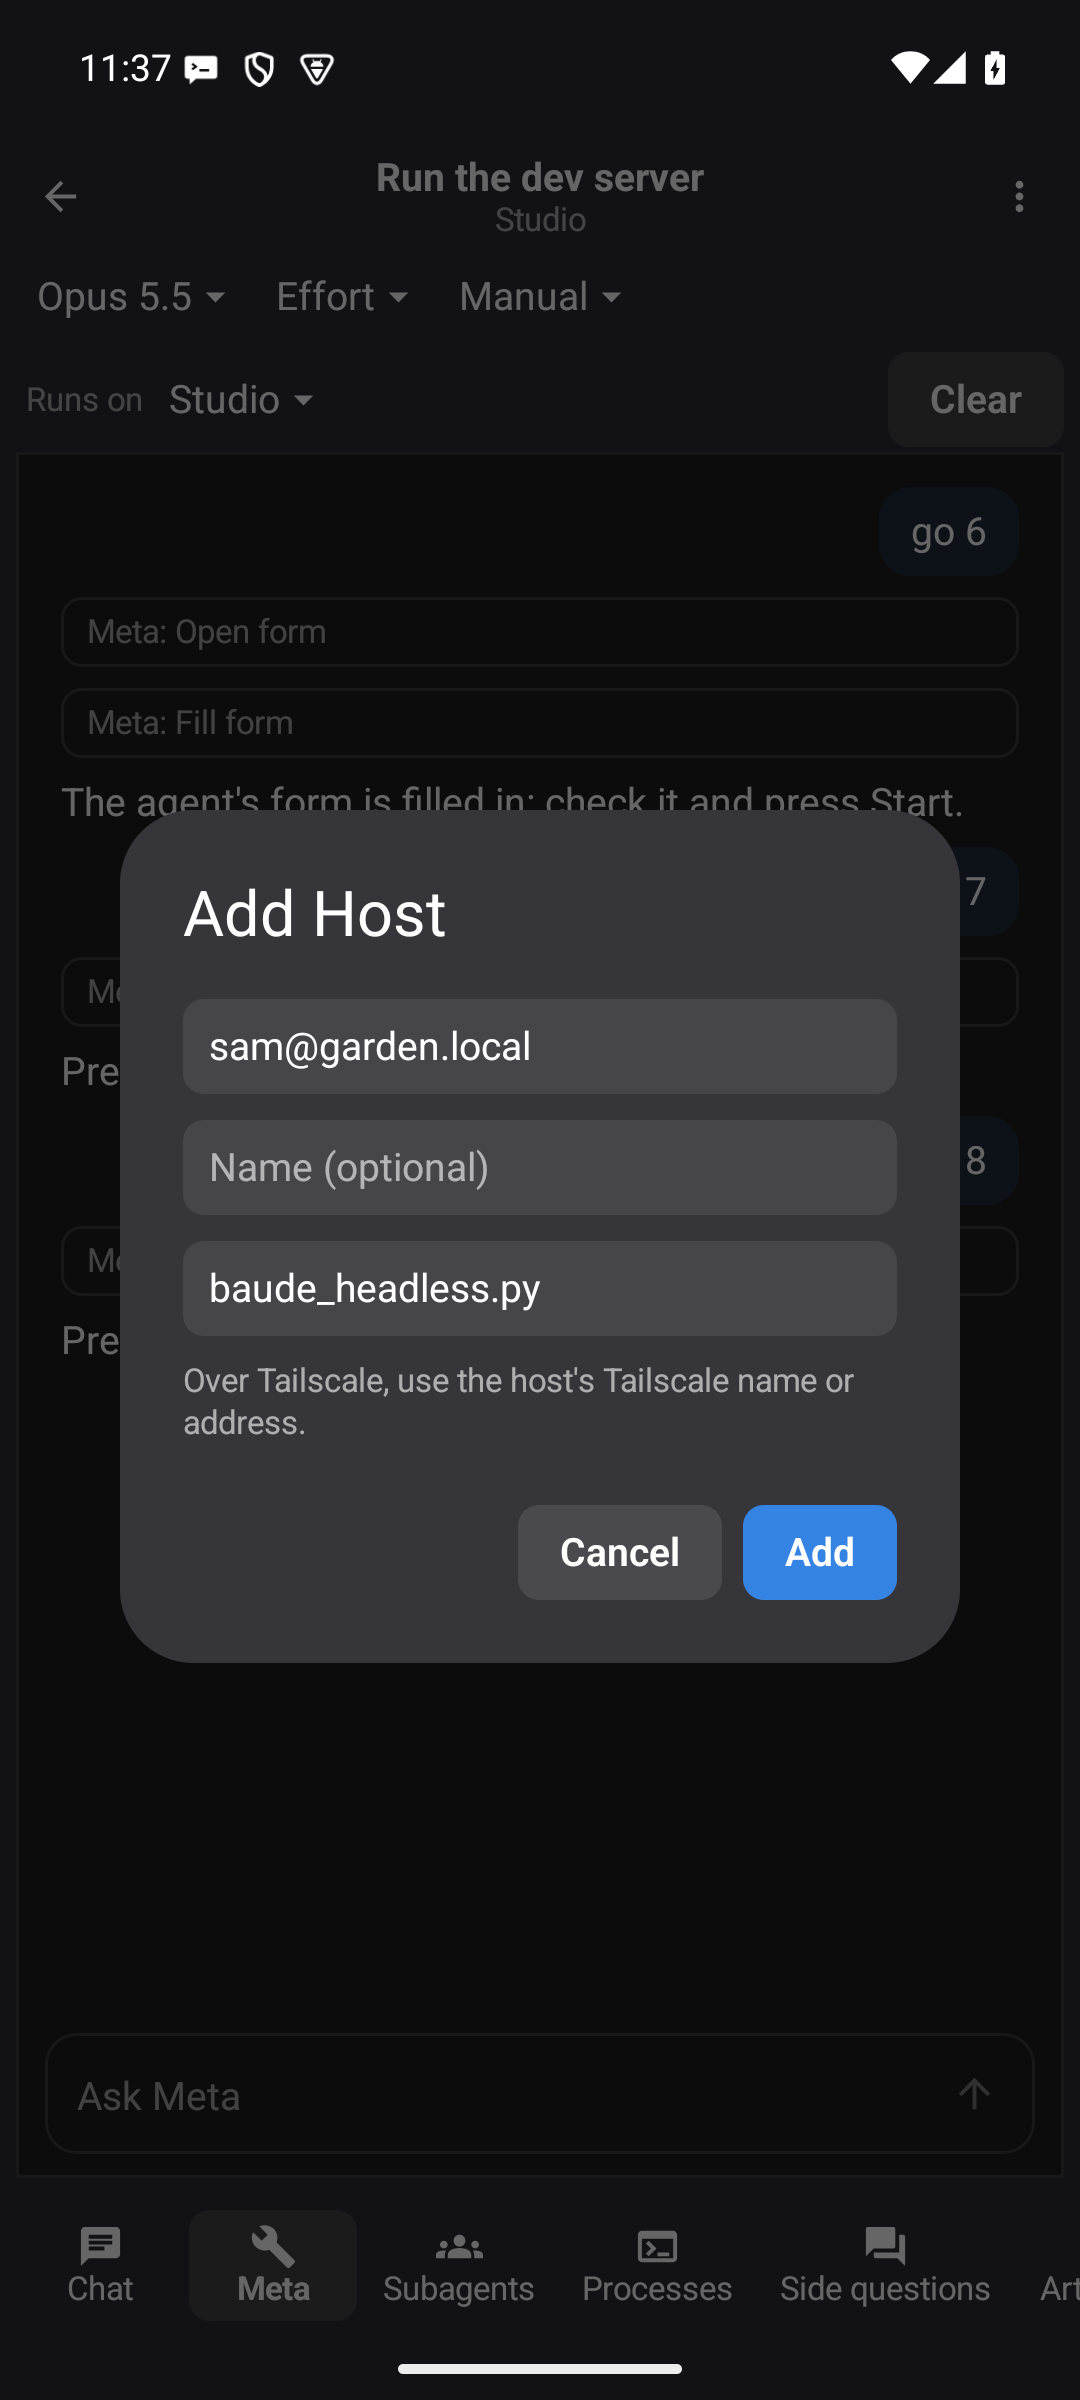 11:37
Run the dev server
Studio
Opus 5.5 Effort Manual
Runs on Studio Clear
go 6
Meta: Open form
Meta: Fill form
The agent's form is filled in: check it and press Start.
7
Pre
8
Pre
Add Host
sam@garden.local
Name (optional)
baude_headless.py
Over Tailscale, use the host's Tailscale name or
address.
Cancel Add
Ask Meta
Chat Meta Subagents Processes Side questions Art